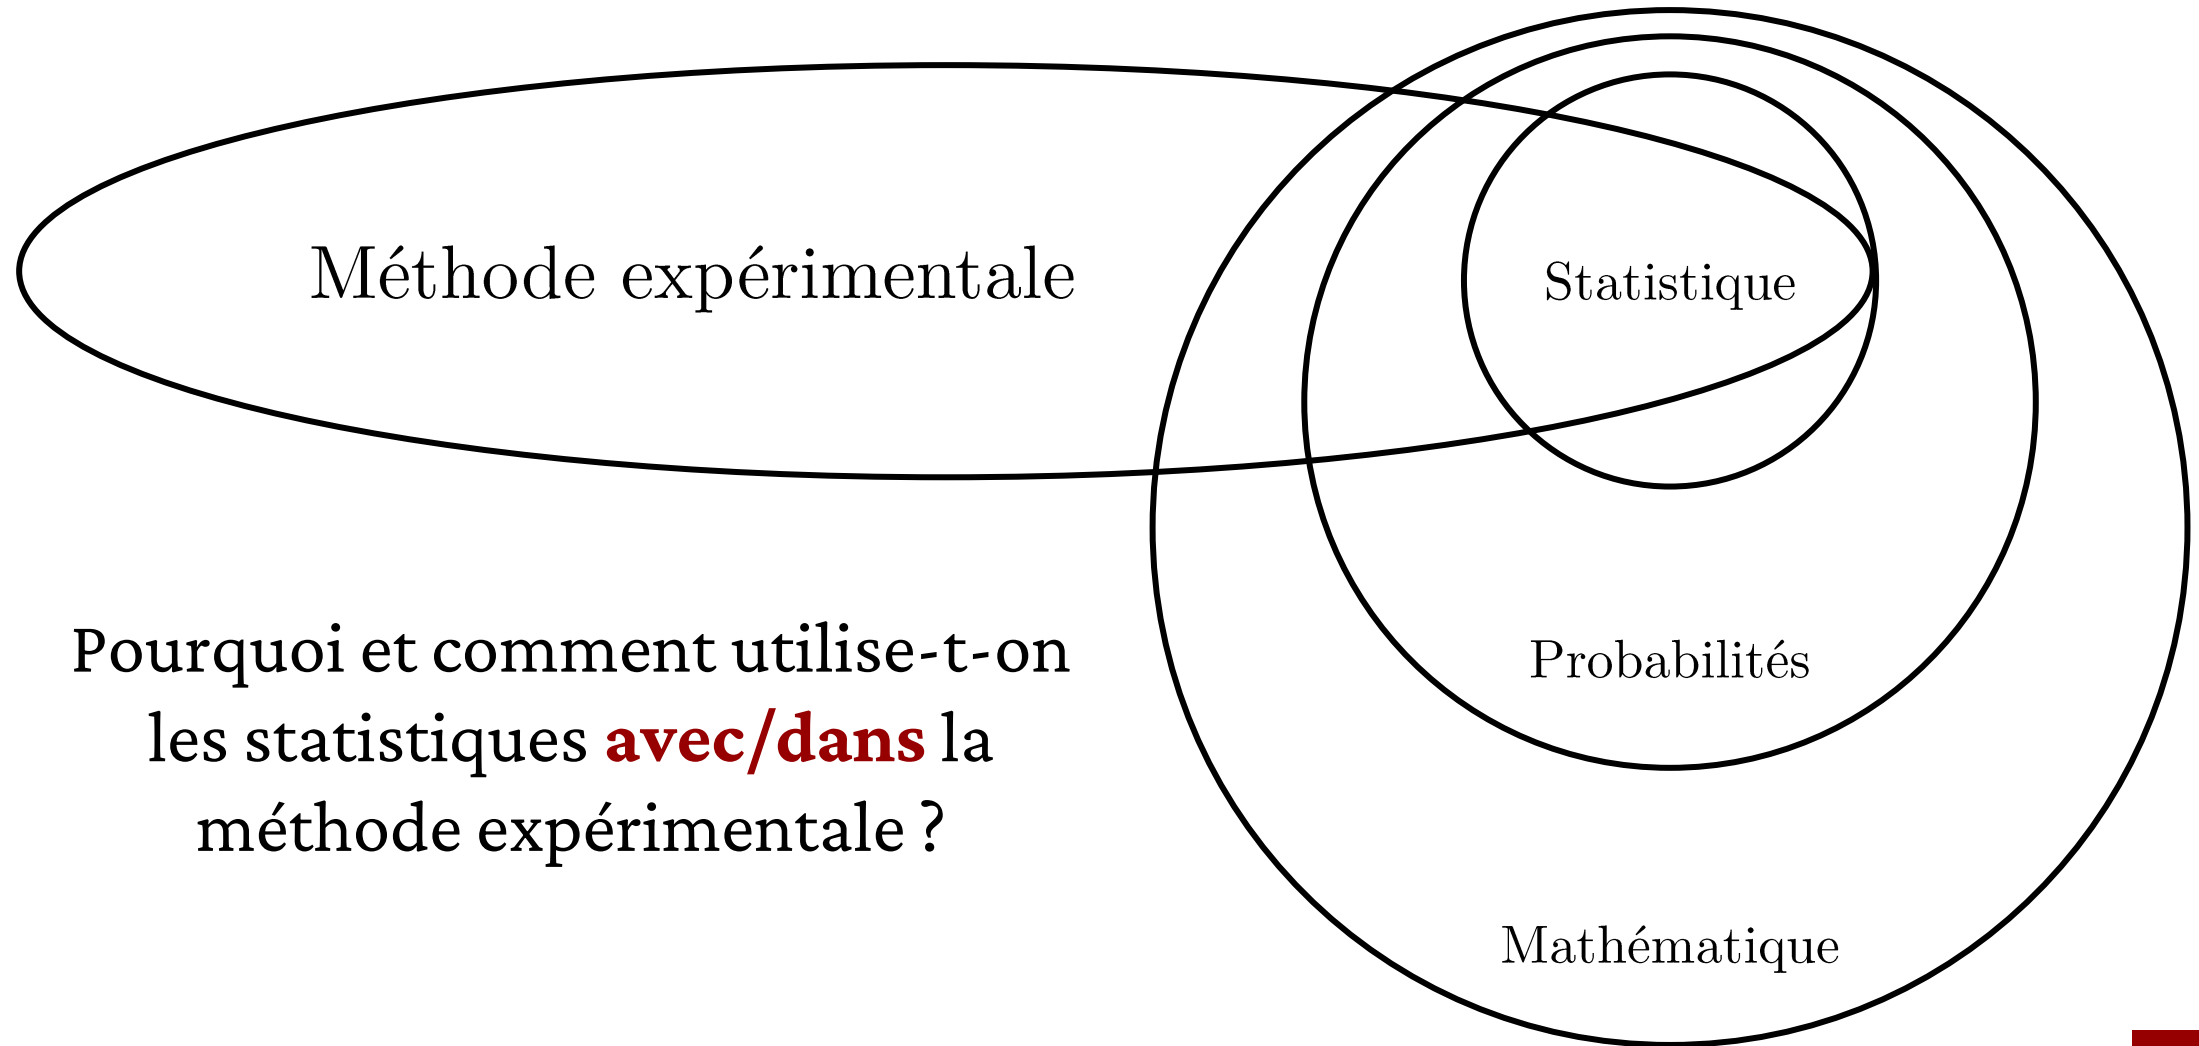 Méthode expérimentale
Statistique
Pourquoi et comment utilise-t-on
les statistiques avec/dans la
méthode expérimentale ?
Probabilités
Mathématique